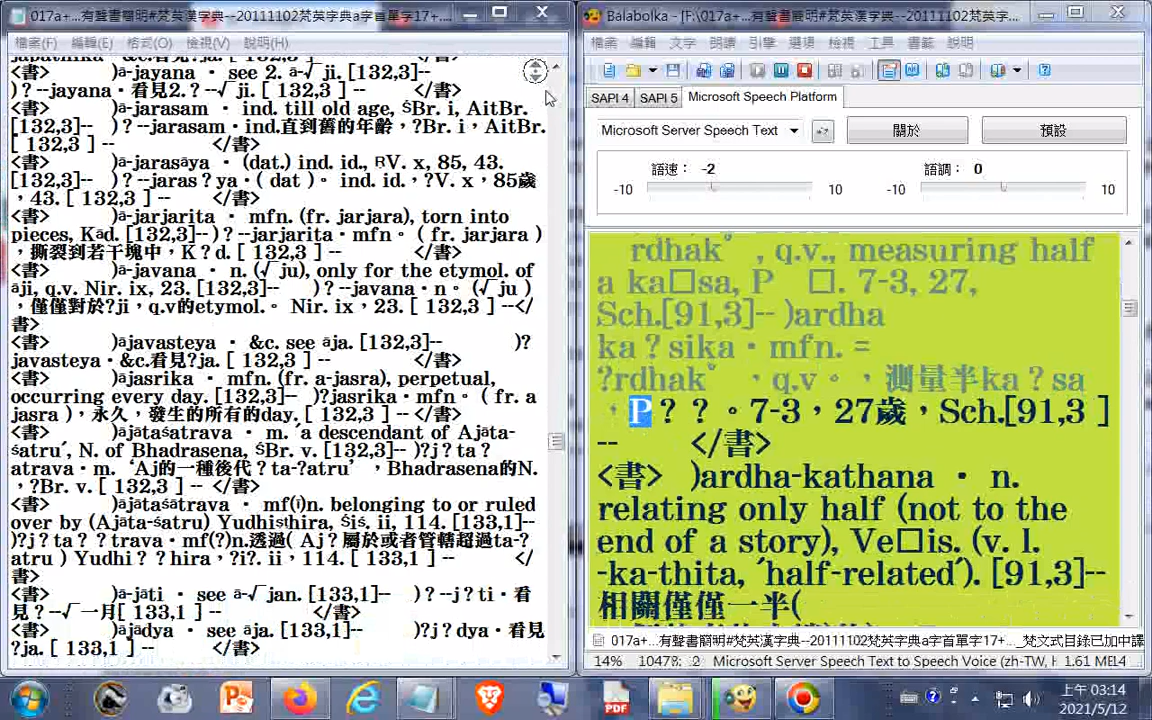 017a+...有聲書簡明#梵英漢字典--20111102梵英字典a字首單字17+...
檔案(F) 編輯(E) 格式(O) 檢視(V) 說明(H)
<書> )ā-jayana • see 2. ā-√ ji. [132,3]--
)? --jayana•看見2.? --√ ji. [ 132,3 ] -- </書>
<書> )ā-jarasam • ind. till old age, ŚBr. i, AitBr.
[132,3]-- )? --jarasam•ind.直到舊的年齡，?Br. i，AitBr.
[ 132,3 ] -- </書>
<書> )ā-jarasāya • (dat.) ind. id., RV. x, 85, 43.
[132,3]-- )? --jaras ? ya•( dat )。 ind. id.，?V. x，85歲
，43. [ 132,3 ] -- </書>
<書> )ā-jarjarita • mfn. (fr. jarjara), torn into
pieces, Kād. [132,3]-- )? --jarjarita•mfn。 ( fr. jarjara )
，撕裂到若干塊中，K ? d. [ 132,3 ] -- </書>
<書> )ā-javana • n. (√ ju), only for the etymol. of
āji, q.v. Nir. ix, 23. [132,3]-- )? --javana•n。 (√ ju )
，僅僅對於?ji，q.v的etymol。 Nir. ix，23. [ 132,3 ] --</
書>
<書> )ājavasteya • &c. see āja. [132,3]-- )?
javasteya•&c.看見?ja. [ 132,3 ] -- </書>
<書> )ājasrika • mfn. (fr. a-jasra), perpetual,
occurring every day. [132,3]-- )?jasrika•mfn。 ( fr. a
jasra )，永久，發生的所有的day. [ 132,3 ] -- </書>
<書> )ājātaśatrava • m. 'a descendant of Ajāta-
śatru', N. of Bhadrasena, ŚBr. v. [132,3]-- )?j ? ta ?
atrava•m. 'Aj的一種後代 ? ta-?atru' ，Bhadrasena的N.
，?Br. v. [ 132,3 ] -- </書>
<書> )ājātaśatrava • mf(ī)n. belonging to or ruled
over by (Ajāta-śatru) Yudhiṣṭhira, Śiś. ii, 114. [133,1]--
)?j ? ta ? ? trava•mf(?)n.透過( Aj ? 屬於或者管轄超過ta-?
atru ) Yudhi ? ? hira，?i?. ii，114. [ 133,1 ] -- </
書>
<書> )ājāti • see ā-√ jan. [133,1]-- )? --j ? ti•看
見 ? --√ 一月[ 133,1 ] -- </書>
<書> )ājādya • see āja. [133,1]-- )?j ? dya•看見
?ja. [ 133,1 ] -- </書>
Balabolka - [F:\017a+...有聲書簡明#梵英漢字典--20111102梵英字...
檔案 編輯 文字 朗讀 引擎 選項 檢視 工具 書籤 說明
SAPI 4 SAPI 5 Microsoft Speech Platform
Microsoft Server Speech Text 關於 預設
語速： -2 語調： 0
-10 10 -10 10
rdhak° , q.v., measuring half
a ka□sa, P □. 7-3, 27,
Sch.[91,3]-- )ardha
ka ? sika•mfn. =
?rdhak° 、q.v。，測量半ka ? sa
，P ? ? 。7-3，27歲，Sch.[91,3 ]
-- </書>
<書> )ardha-kathana • n.
relating only half (not to the
end of a story), Ve□is. (v. l.
-ka-thita, 'half-related'). [91,3]--
相關僅僅一半(
017a+...有聲書簡明#梵英漢字典--20111102梵英字典a字首單字17+..._梵文式目錄已加中譯
14% Microsoft Server Speech Text to Speech Voice (zh-TW, H 1.61 MEL4
上午 03:14
2021/5/12